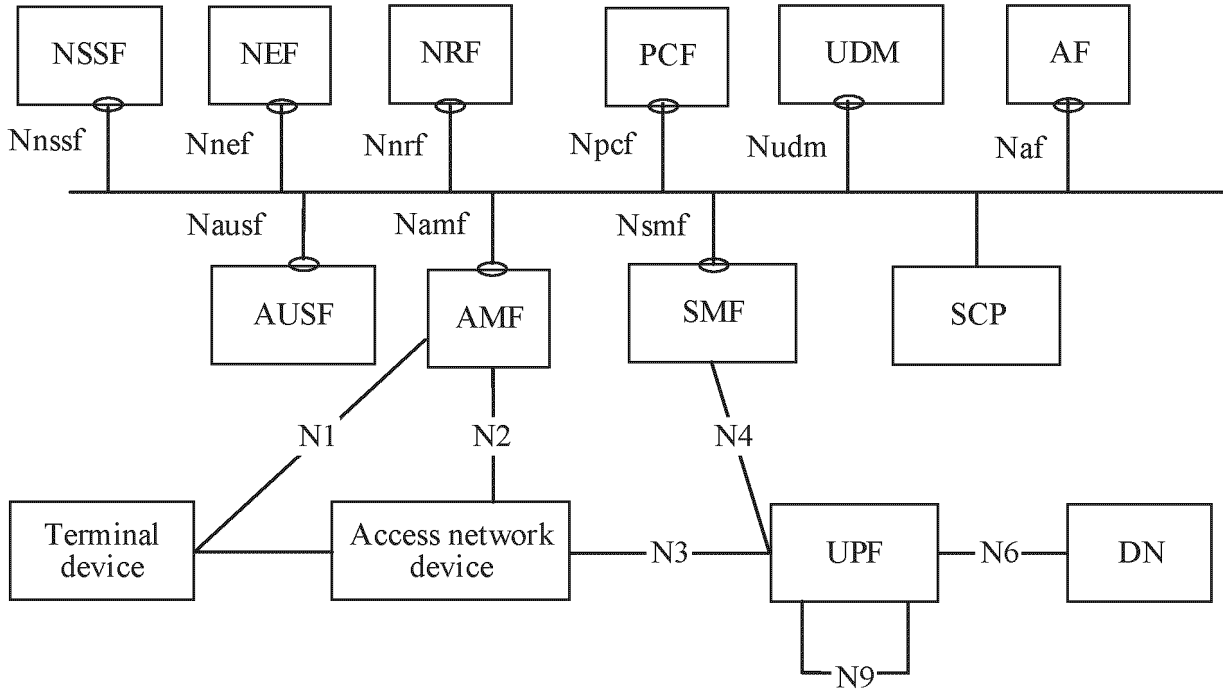 NSSF
NEF
NRF
PCF
UDM
AF
Nnssf
Nnef
Nnrf
Npcf
Nudm
Naf
Nausf
Namf
Nsmf
AUSF
AMF
SMF
SCP
N1
N2
N4
Terminal
device
Access network
device
N3
UPF
N6
DN
N9